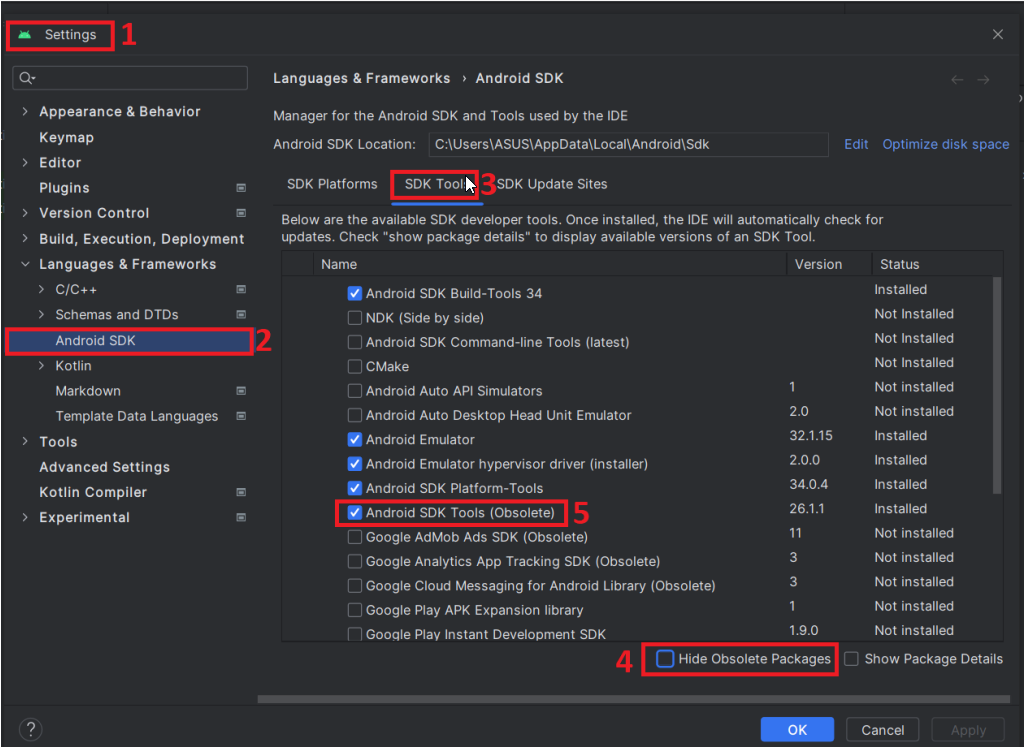 Settings 1
Languages & Frameworks › Android SDK
Manager for the Android SDK and Tools used by the IDE
Android SDK Location: C:\Users\ASUS\AppData\Local\Android\Sdk Edit Optimize disk space
SDK Platforms SDK Tools 3 SDK Update Sites
Below are the available SDK developer tools. Once installed, the IDE will automatically check for
updates. Check "show package details" to display available versions of an SDK Tool.
Appearance & Behavior
Keymap
Editor
Plugins
Version Control
Build, Execution, Deployment
Languages & Frameworks
C/C++
Schemas and DTDs
Android SDK 2
Kotlin
Markdown
Template Data Languages
Tools
Advanced Settings
Kotlin Compiler
Experimental
Name Version Status
Android SDK Build-Tools 34 Installed
NDK (Side by side) Not Installed
Android SDK Command-line Tools (latest) Not Installed
CMake Not Installed
Android Auto API Simulators 1 Not installed
Android Auto Desktop Head Unit Emulator 2.0 Not installed
Android Emulator 32.1.15 Installed
Android Emulator hypervisor driver (installer) 2.0.0 Installed
Android SDK Platform-Tools 34.0.4 Installed
Android SDK Tools (Obsolete) 5 26.1.1 Installed
Google AdMob Ads SDK (Obsolete) 11 Not installed
Google Analytics App Tracking SDK (Obsolete) 3 Not installed
Google Cloud Messaging for Android Library (Obsolete) 3 Not installed
Google Play APK Expansion library 1 Not installed
Google Play Instant Development SDK 1.9.0 Not installed
4 Hide Obsolete Packages Show Package Details
? OK Cancel Apply